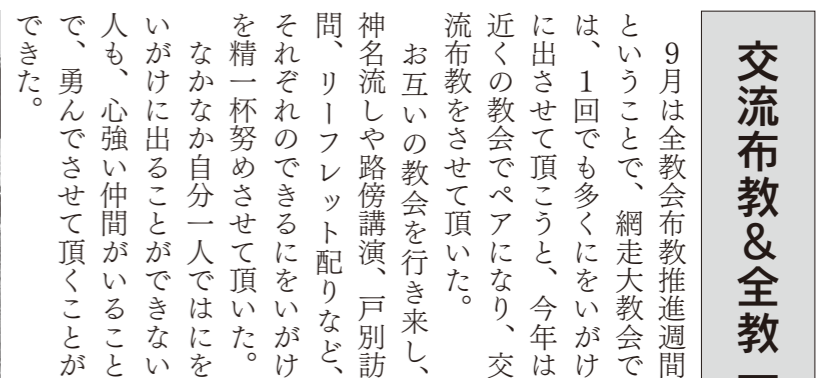 交流布教&全教
９月は全教会布教推進週間
ということで、網走大教会で
は、１回でも多くにをいがけ
に出させて頂こうと、今年は
近くの教会でペアになり、交
流布教をさせて頂いた。
お互いの教会を行き来し、
神名流しや路傍講演、戸別訪
問、リーフレット配りなど、
それぞれのできるにをいがけ
を精一杯努めさせて頂いた。
なかなか自分一人ではにを
いがけに出ることができない
人も、心強い仲間がいること
で、勇んでさせて頂くことが
できた。